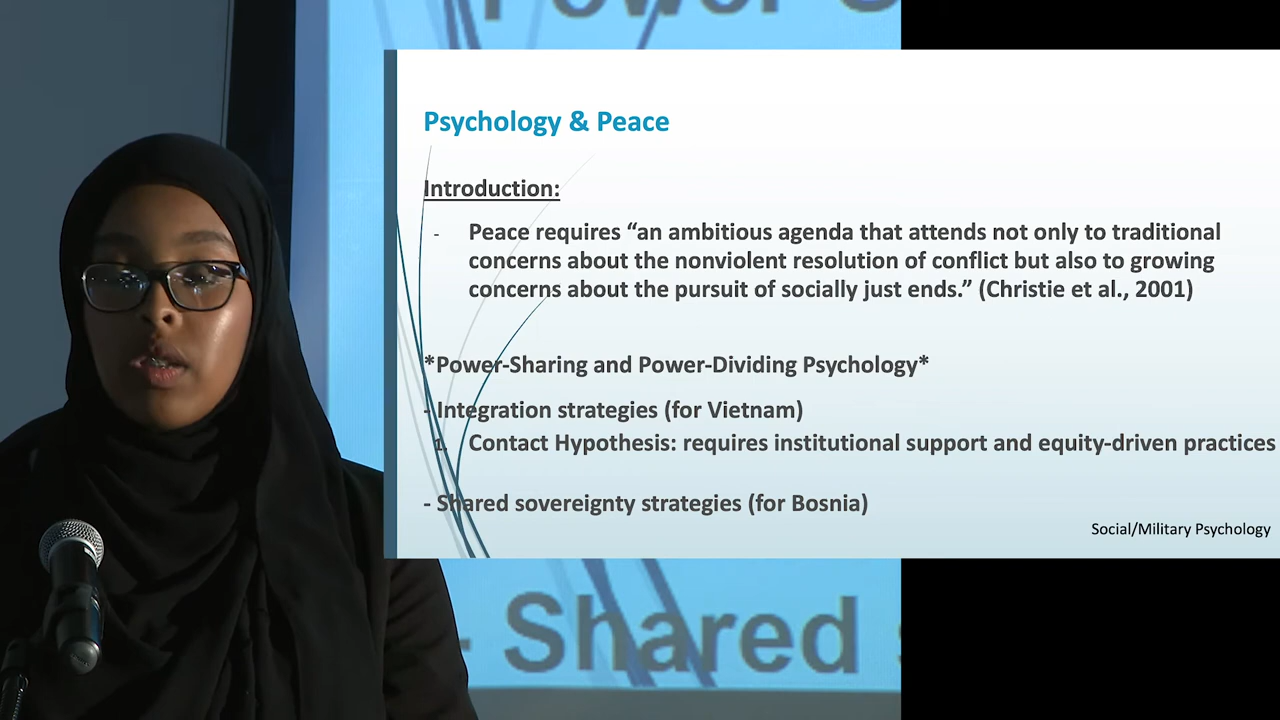 Power
Psychology & Peace
Introduction:
- Peace requires “an ambitious agenda that attends not only to traditional
concerns about the nonviolent resolution of conflict but also to growing
concerns about the pursuit of socially just ends.” (Christie et al., 2001)
*Power-Sharing and Power-Dividing Psychology*
- Integration strategies (for Vietnam)
1. Contact Hypothesis: requires institutional support and equity-driven practices
- Shared sovereignty strategies (for Bosnia)
Social/Military Psychology
- Shared